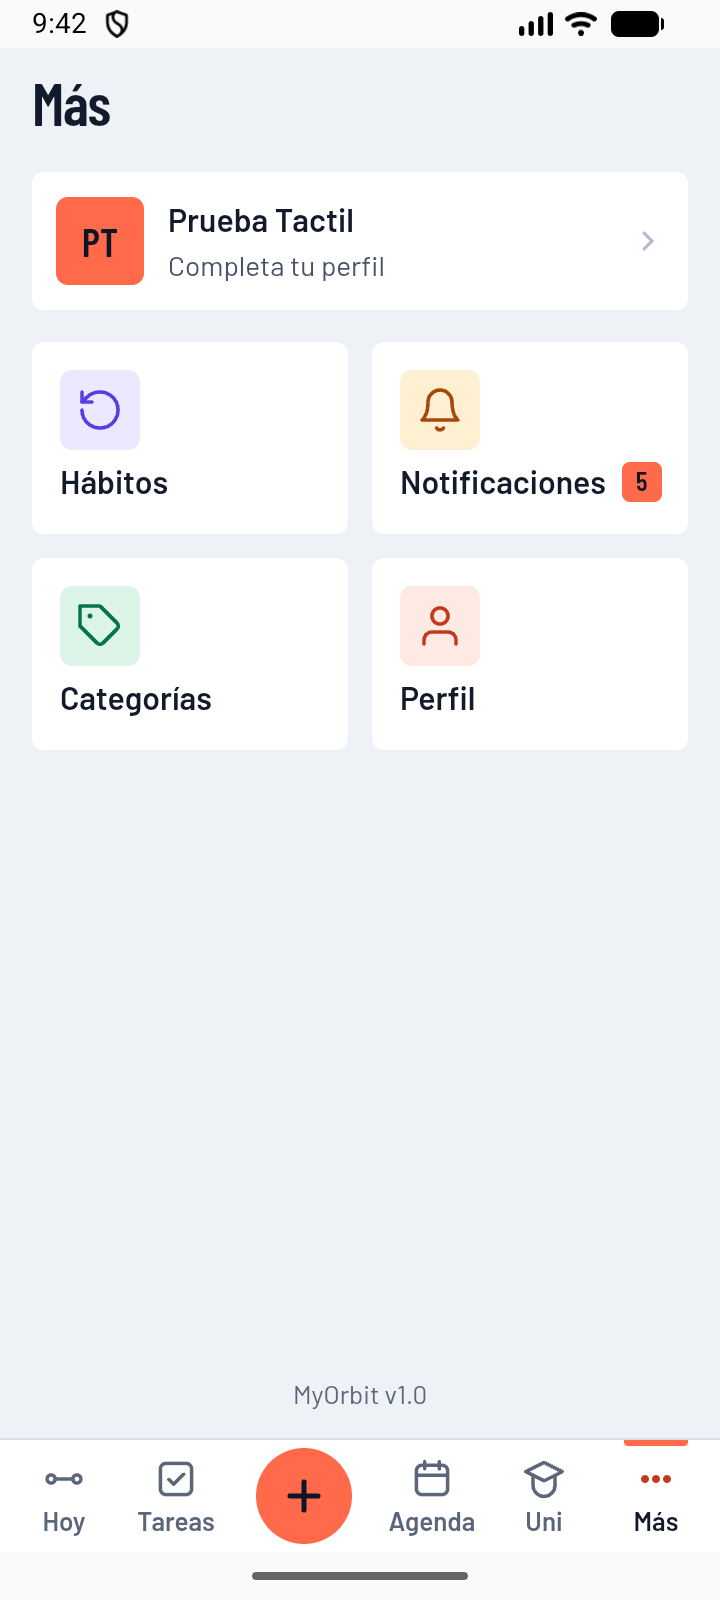 9:42
Más
PT
Prueba Tactil
Completa tu perfil
Hábitos
Notificaciones 5
Categorías
Perfil
MyOrbit v1.0
Hoy
Tareas
Agenda
Uni
Más